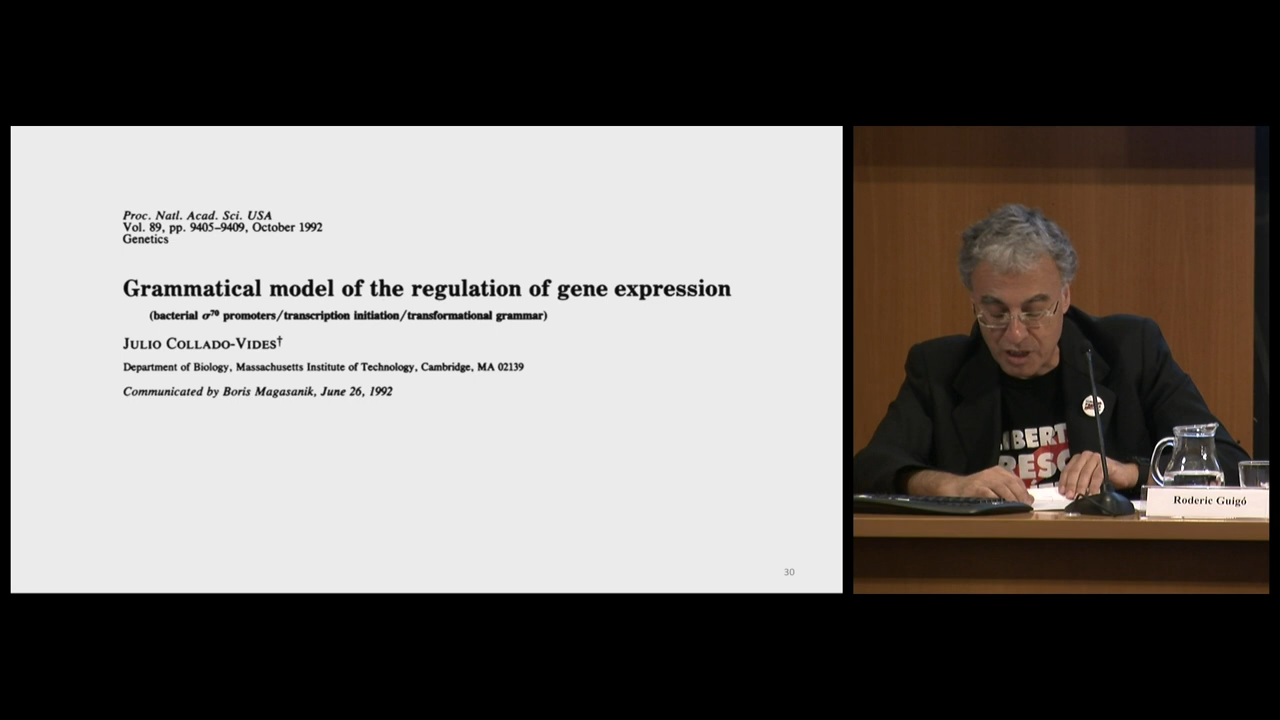 Proc. Natl. Acad. Sci. USA
Vol. 89, pp. 9405–9409, October 1992
Genetics
Grammatical model of the regulation of gene expression
(bacterial σ⁷⁰ promoters/transcription initiation/transformational grammar)
JULIO COLLADO-VIDES†
Department of Biology, Massachusetts Institute of Technology, Cambridge, MA 02139
Communicated by Boris Magasanik, June 26, 1992
30
Roderic Guigó